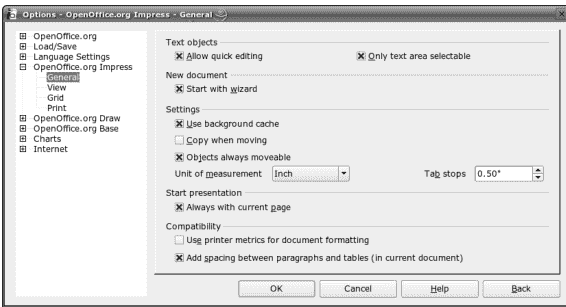 Options - OpenOffice.org Impress - General
OpenOffice.org
Load/Save
Language Settings
OpenOffice.org Impress
General
View
Grid
Print
OpenOffice.org Draw
OpenOffice.org Base
Charts
Internet
Text objects
Allow quick editing
Only text area selectable
New document
Start with wizard
Settings
Use background cache
Copy when moving
Objects always moveable
Unit of measurement Inch Tab stops 0.50"
Start presentation
Always with current page
Compatibility
Use printer metrics for document formatting
Add spacing between paragraphs and tables (in current document)
OK Cancel Help Back